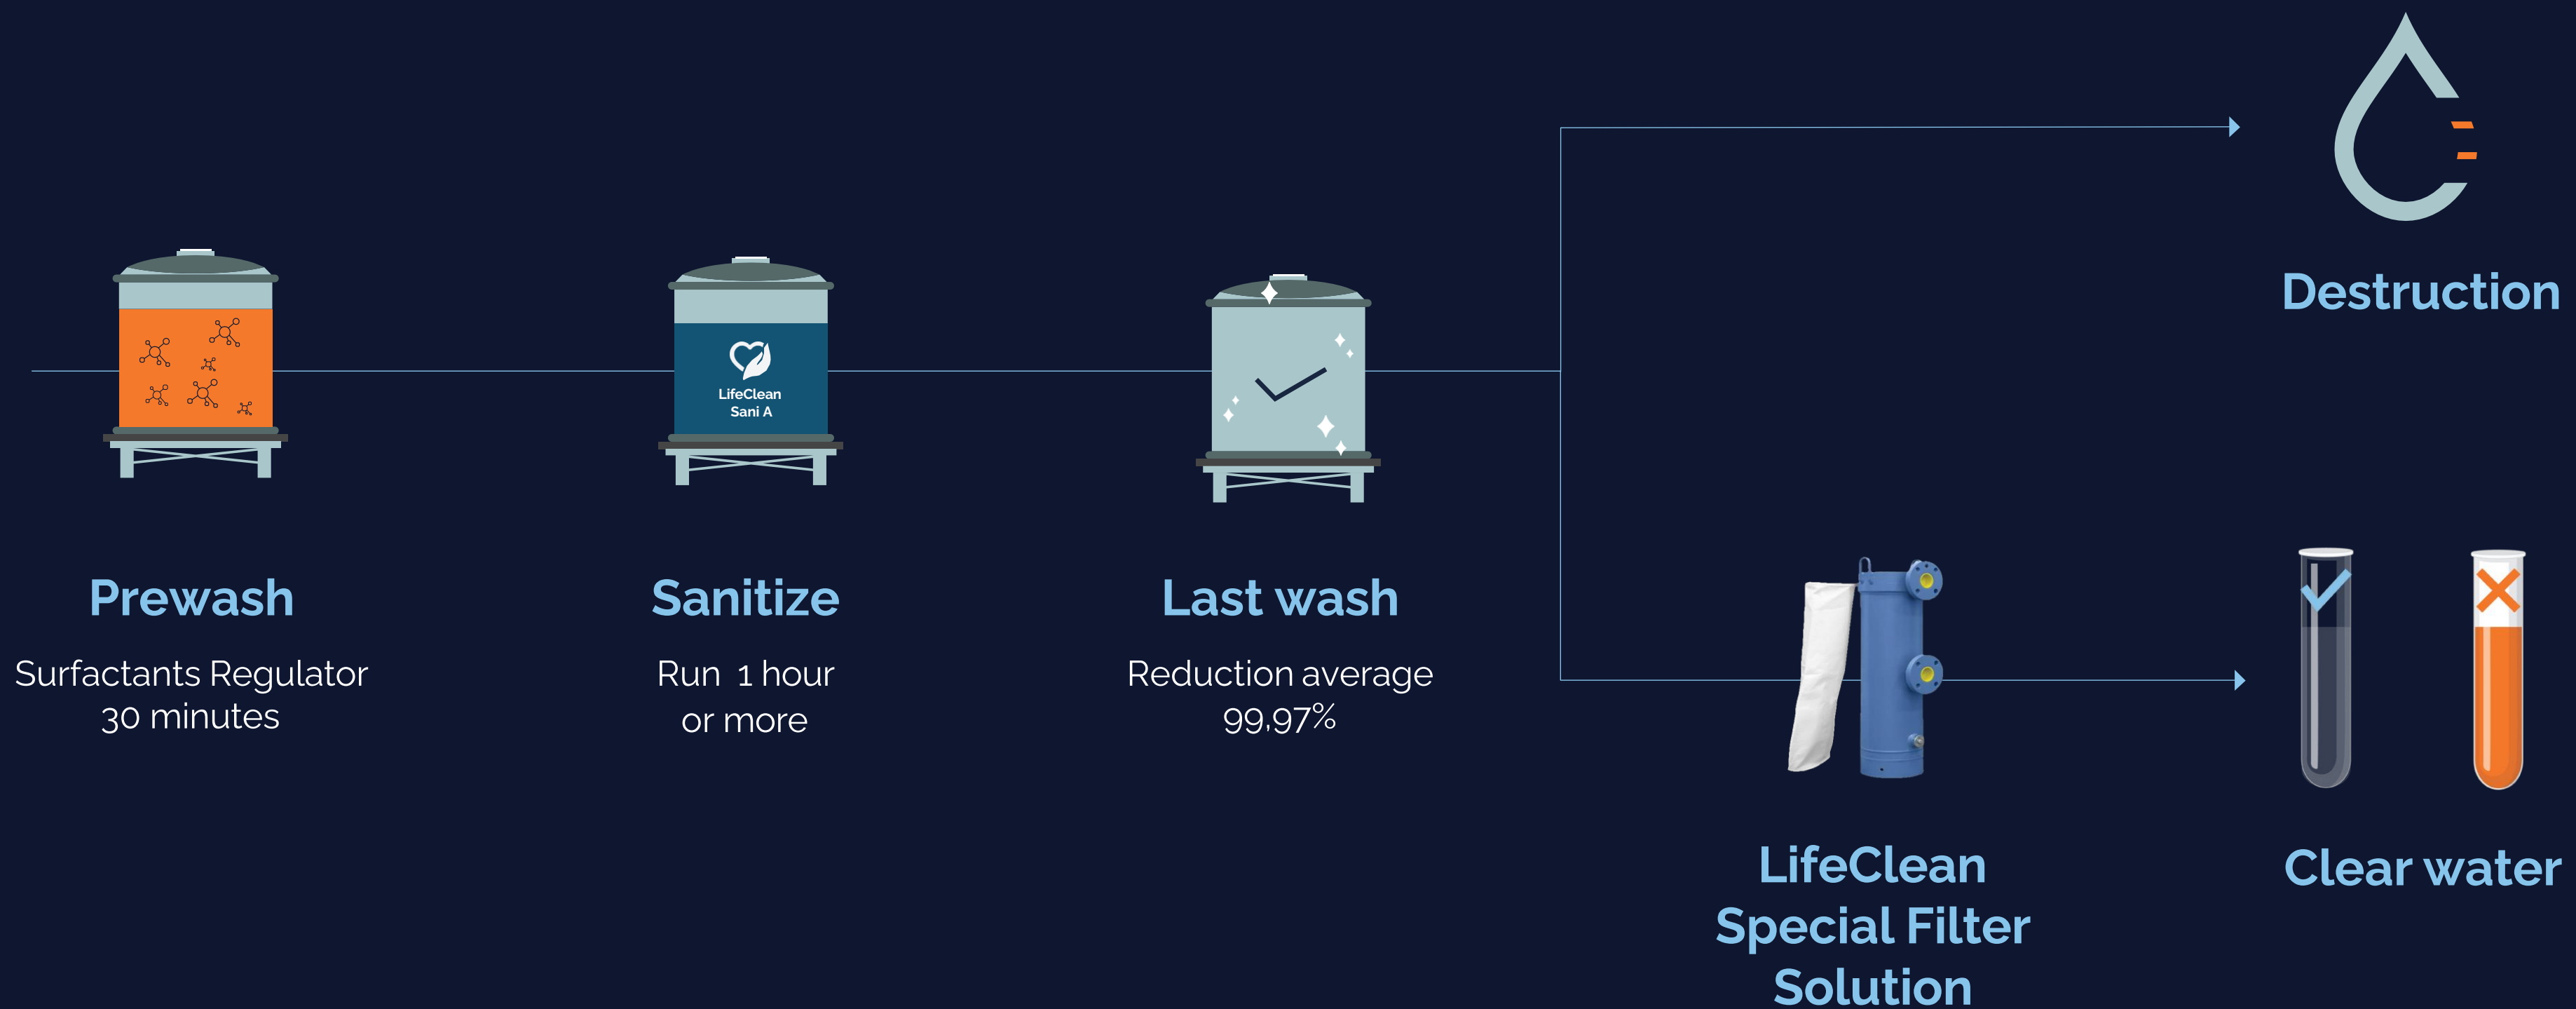 LifeClean
Sani A
Prewash
Surfactants Regulator
30 minutes
Sanitize
Run 1 hour
or more
Last wash
Reduction average
99,97%
Destruction
LifeClean
Special Filter
Solution
Clear water